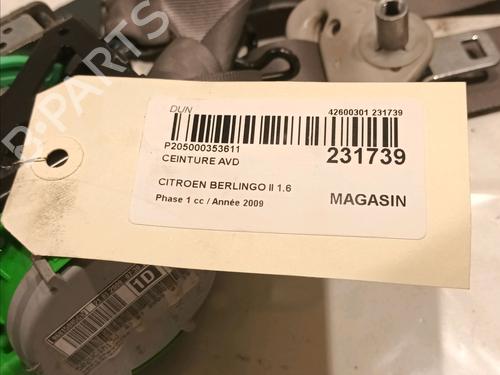 DUN
42600301 231739
P205000353611
231739
CEINTURE AVD
CITROEN BERLINGO II 1.6
Phase 1 cc / Année 2009
MAGASIN
1D
B-PARTS